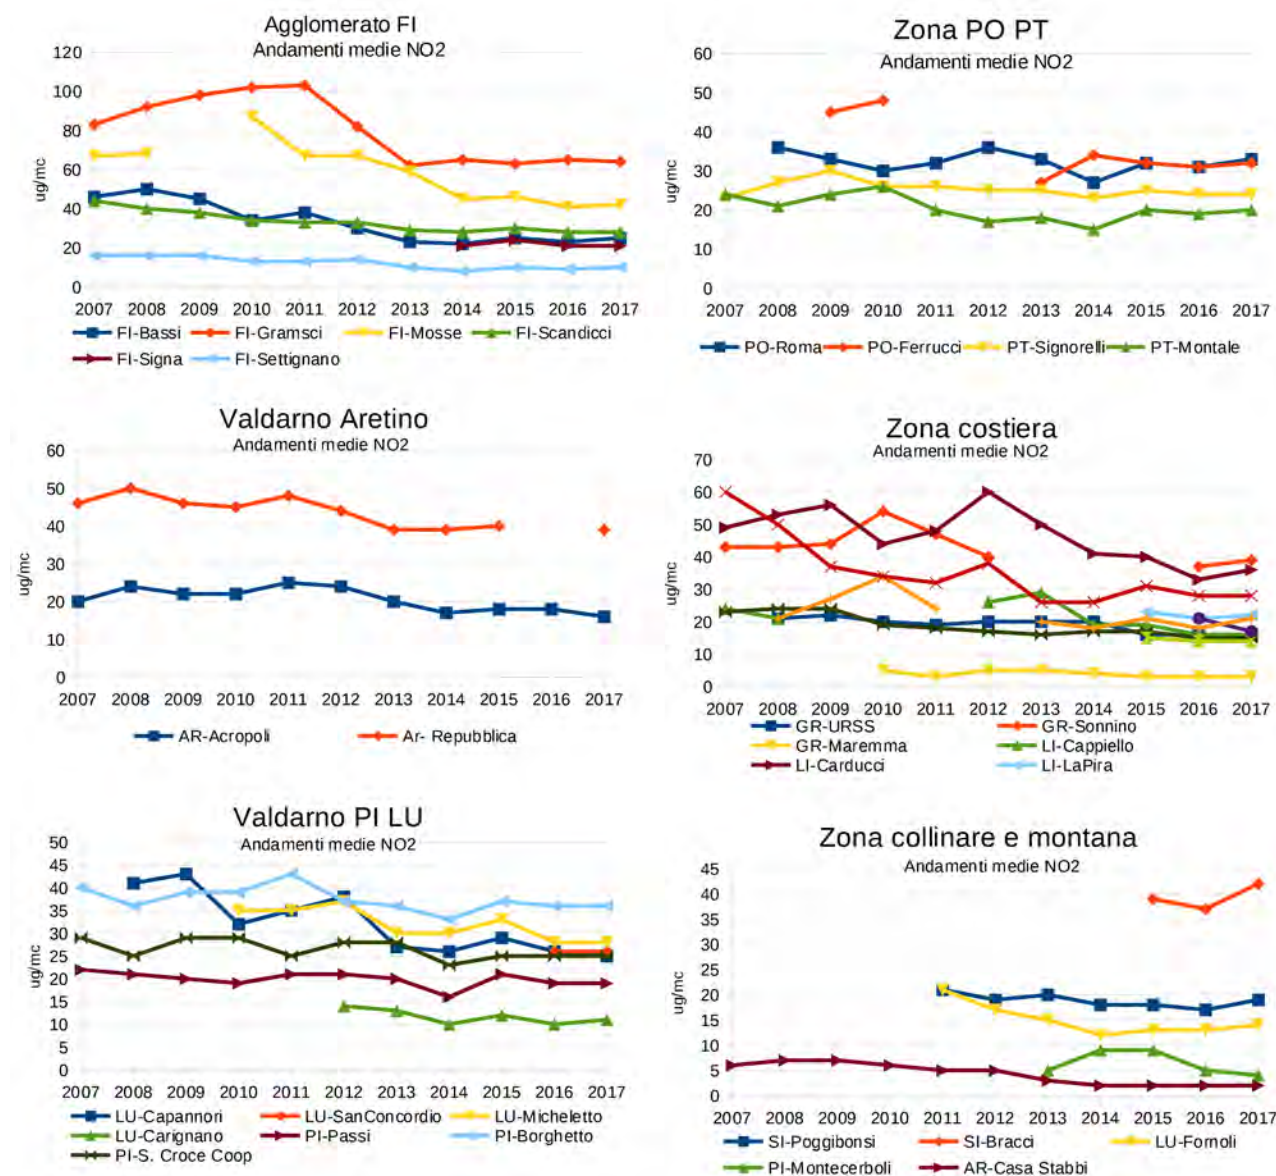 Agglomerato FI
Andamenti medie NO2
120
100
80
60
40
20
0
ug/mc
2007 2008 2009 2010 2011 2012 2013 2014 2015 2016 2017
FI-Bassi FI-Gramsci FI-Mosse FI-Scandicci
FI-Signa FI-Settignano
Zona PO PT
Andamenti medie NO2
60
50
40
30
20
10
0
ug/mc
2007 2008 2009 2010 2011 2012 2013 2014 2015 2016 2017
PO-Roma PO-Ferrucci PT-Signorelli PT-Montale
Valdarno Aretino
Andamenti medie NO2
60
50
40
30
20
10
0
ug/mc
2007 2008 2009 2010 2011 2012 2013 2014 2015 2016 2017
AR-Acropoli Ar- Repubblica
Zona costiera
Andamenti medie NO2
70
60
50
40
30
20
10
0
ug/mc
2007 2008 2009 2010 2011 2012 2013 2014 2015 2016 2017
GR-URSS GR-Sonnino
GR-Maremma LI-Cappiello
LI-Carducci LI-LaPira
Valdarno PI LU
Andamenti medie NO2
50
45
40
35
30
25
20
15
10
5
0
ug/mc
2007 2008 2009 2010 2011 2012 2013 2014 2015 2016 2017
LU-Capannori LU-SanConcordio LU-Micheletto
LU-Carignano PI-Passi PI-Borghetto
PI-S. Croce Coop
Zona collinare e montana
Andamenti medie NO2
45
40
35
30
25
20
15
10
5
0
ug/mc
2007 2008 2009 2010 2011 2012 2013 2014 2015 2016 2017
SI-Poggibonsi SI-Bracci LU-Fornoli
PI-Montecerboli AR-Casa Stabbi